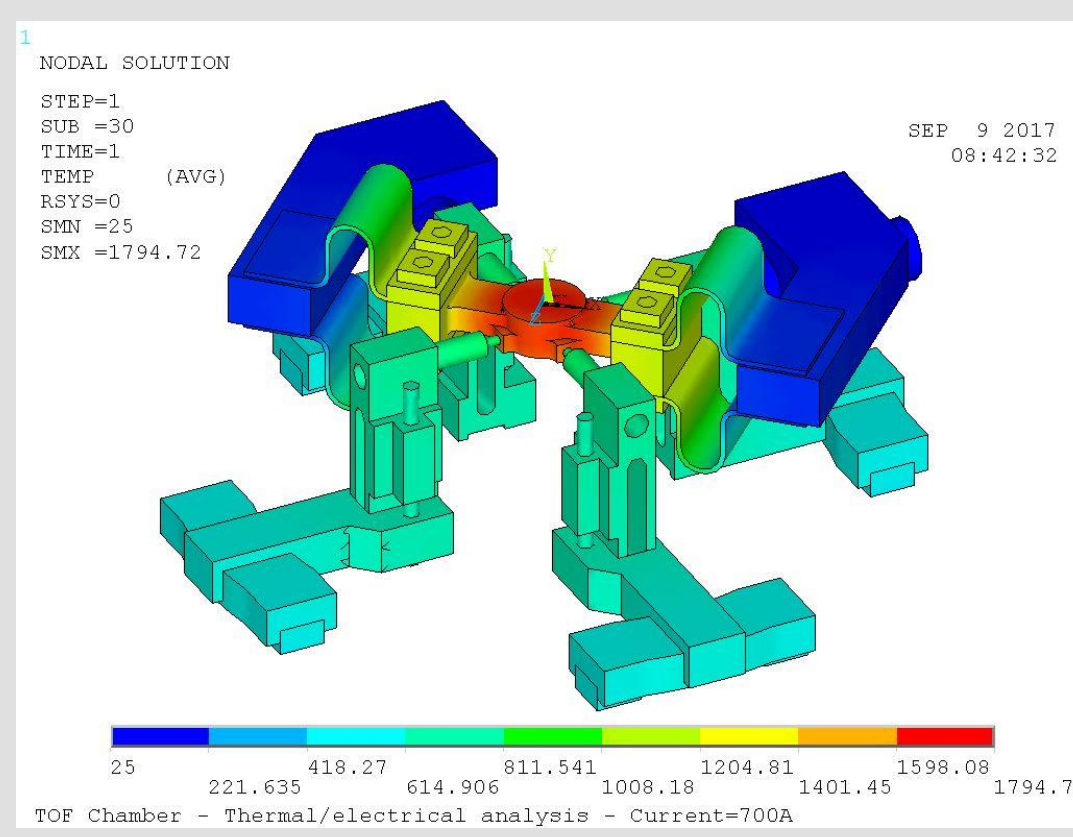 1
NODAL SOLUTION
STEP=1
SUB =30
TIME=1
TEMP (AVG)
RSYS=0
SMN =25
SMX =1794.72
SEP 9 2017
08:42:32
Y
X
Z
25 418.27 811.541 1204.81 1598.08
221.635 614.906 1008.18 1401.45 1794.7
TOF Chamber - Thermal/electrical analysis - Current=700A